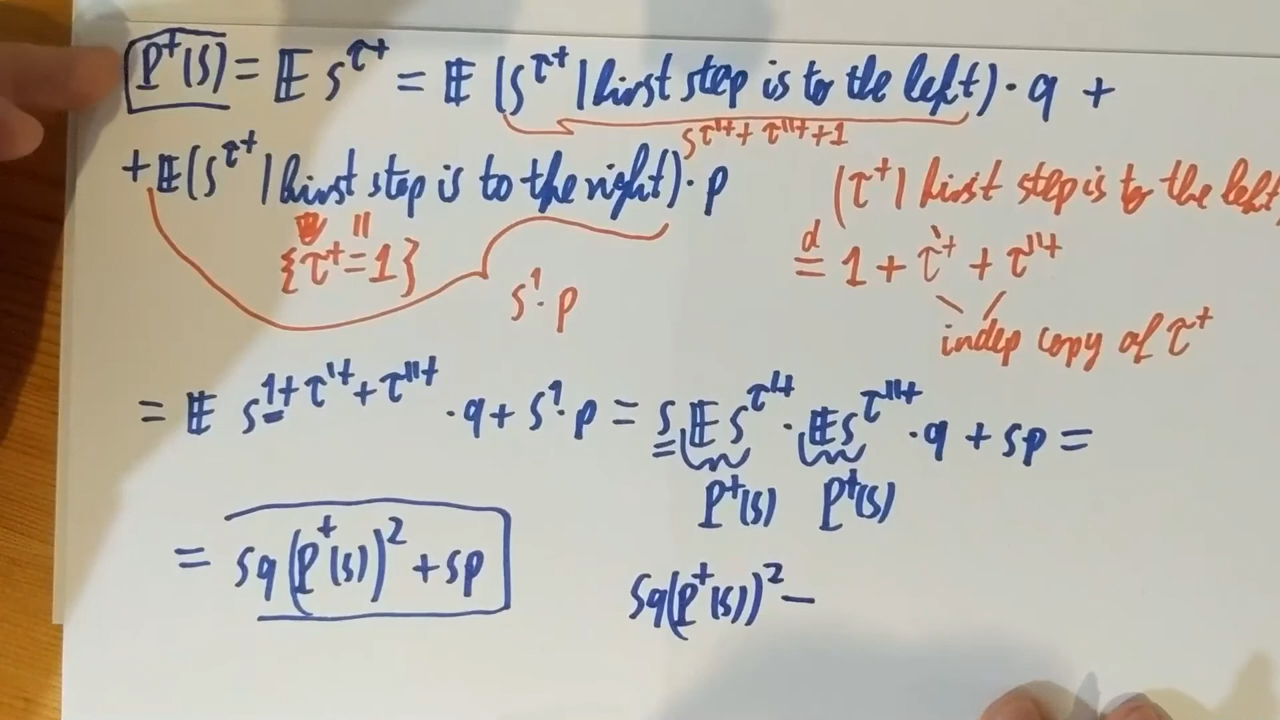 P⁺(s) = 𝔼 s^{τ⁺} = 𝔼 (s^{τ⁺} | first step is to the left) · q +
s^{τ'⁺ + τ''⁺ + 1}
+ 𝔼 (s^{τ⁺} | first step is to the right) · p
(τ⁺ | first step is to the left
{τ⁺ = 1}
s¹ · p
=ᵈ 1 + τ'⁺ + τ''⁺
indep copy of τ⁺
= 𝔼 s^{1 + τ'⁺ + τ''⁺} · q + s¹ · p = s 𝔼 s^{τ'⁺} · 𝔼 s^{τ''⁺} · q + sp =
P⁺(s) P⁺(s)
= sq(P⁺(s))² + sp
sq(P⁺(s))² −